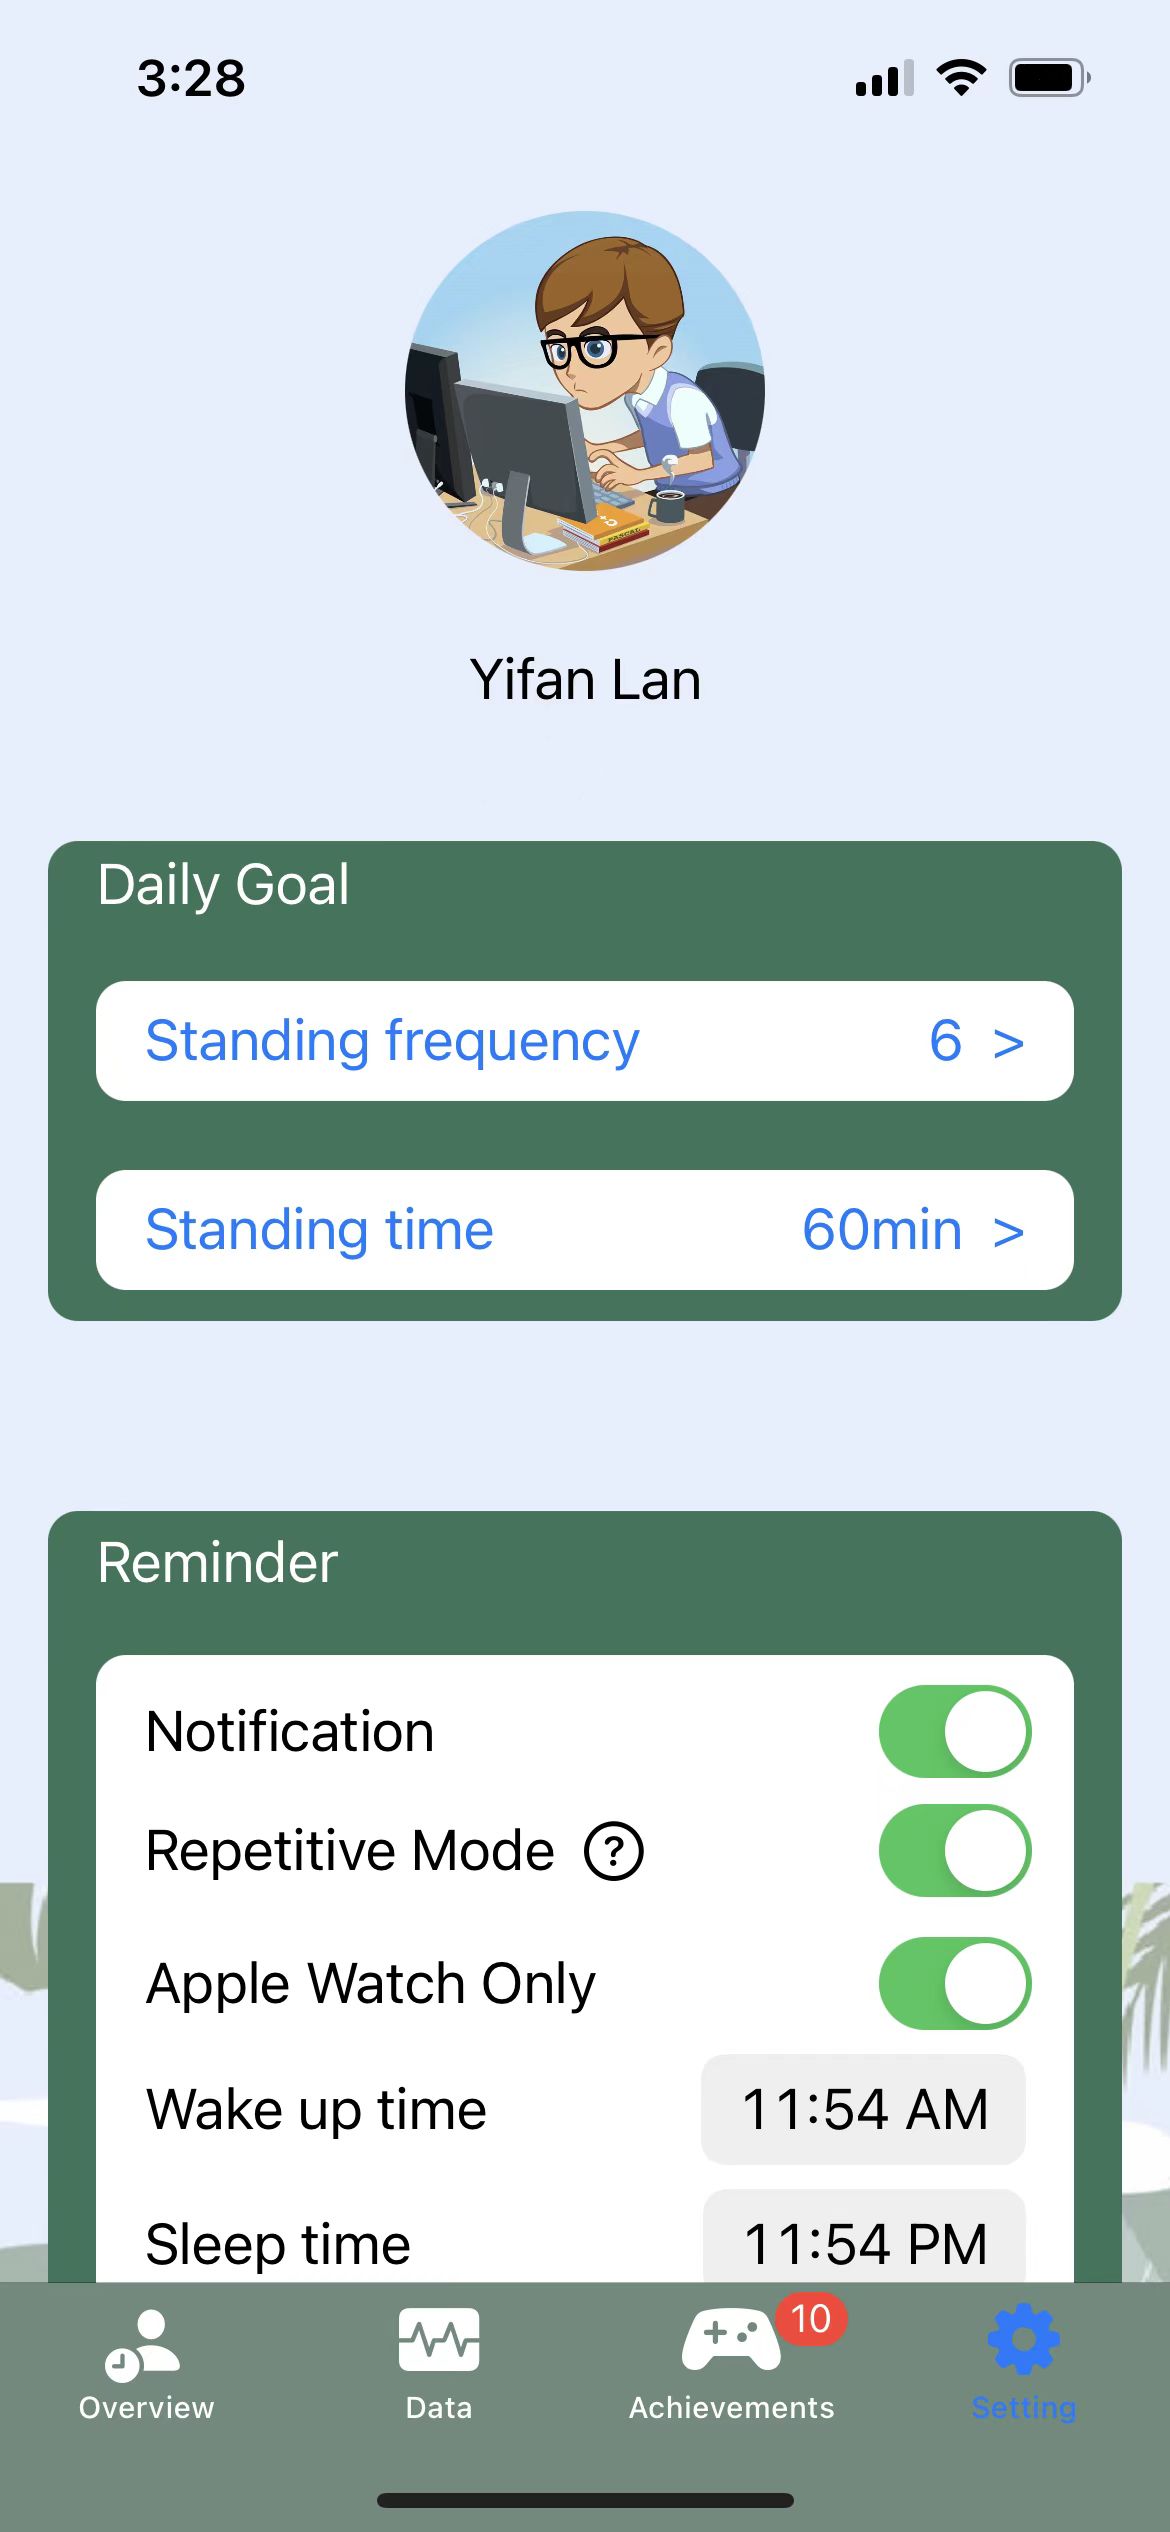 3:28
PASCAL
Yifan Lan
Daily Goal
Standing frequency 6 >
Standing time 60min >
Reminder
Notification
Repetitive Mode ?
Apple Watch Only
Wake up time 11:54 AM
Sleep time 11:54 PM
10
Overview Data Achievements Setting